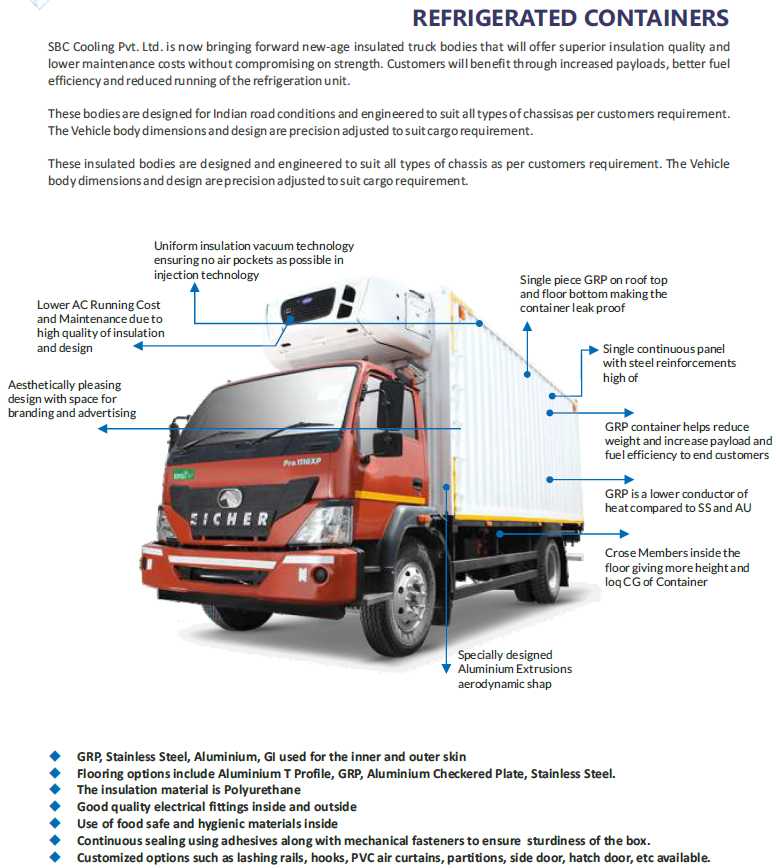 REFRIGERATED CONTAINERS
SBC Cooling Pvt. Ltd. is now bringing forward new-age insulated truck bodies that will offer superior insulation quality and
lower maintenance costs without compromising on strength. Customers will benefit through increased payloads, better fuel
efficiency and reduced running of the refrigeration unit.
These bodies are designed for Indian road conditions and engineered to suit all types of chassisas per customers requirement.
The Vehicle body dimensions and design are precision adjusted to suit cargo requirement.
These insulated bodies are designed and engineered to suit all types of chassis as per customers requirement. The Vehicle
body dimensions and design are precision adjusted to suit cargo requirement.
Uniform insulation vacuum technology
ensuring no air pockets as possible in
injection technology
Single piece GRP on roof top
and floor bottom making the
container leak proof
Lower AC Running Cost
and Maintenance due to
high quality of insulation
and design
Single continuous panel
with steel reinforcements
high of
Aesthetically pleasing
design with space for
branding and advertising
GRP container helps reduce
weight and increase payload and
fuel efficiency to end customers
Pro 1110XP
EICHER
GRP is a lower conductor of
heat compared to SS and AU
Crose Members inside the
floor giving more height and
loq CG of Container
Specially designed
Aluminium Extrusions
aerodynamic shap
GRP, Stainless Steel, Aluminium, GI used for the inner and outer skin
Flooring options include Aluminium T Profile, GRP, Aluminium Checkered Plate, Stainless Steel.
The insulation material is Polyurethane
Good quality electrical fittings inside and outside
Use of food safe and hygienic materials inside
Continuous sealing using adhesives along with mechanical fasteners to ensure sturdiness of the box.
Customized options such as lashing rails, hooks, PVC air curtains, partitions, side door, hatch door, etc available.